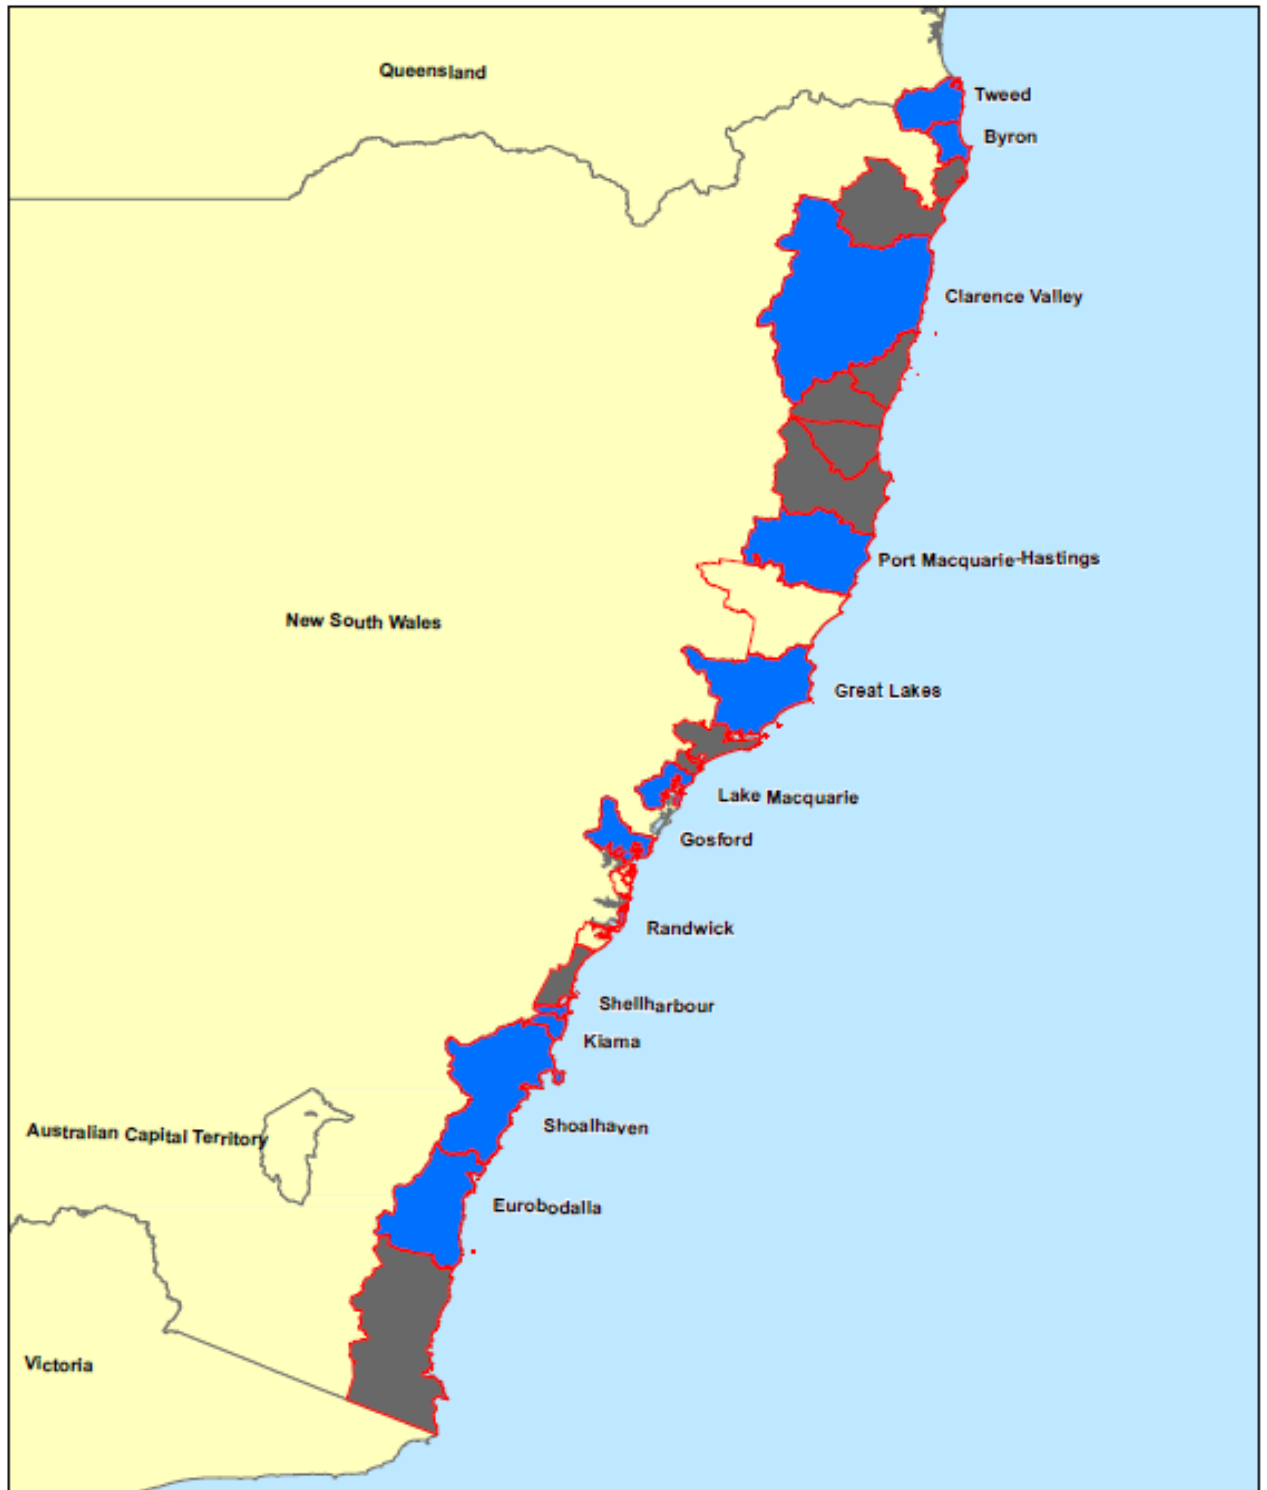 Queensland
Tweed
Byron
Clarence Valley
Port Macquarie-Hastings
New South Wales
Great Lakes
Lake Macquarie
Gosford
Randwick
Shellharbour
Kiama
Shoalhaven
Australian Capital Territory
Eurobodalla
Victoria